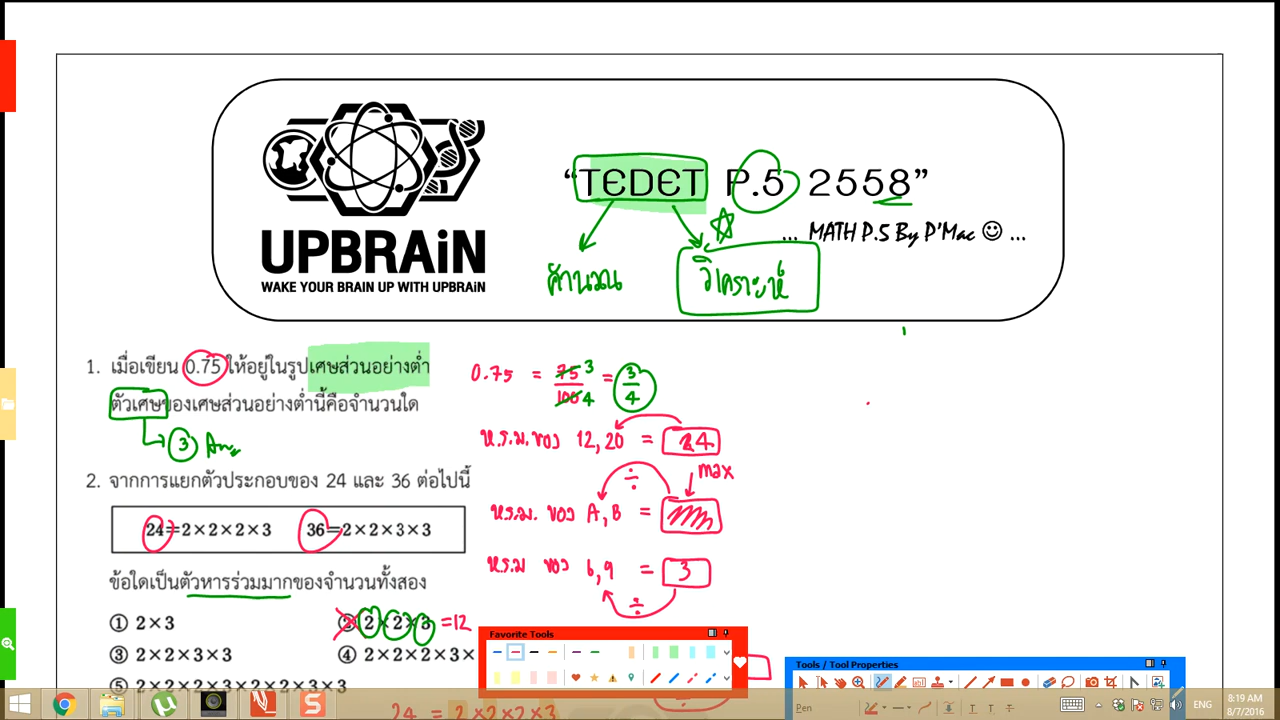 UPBRAiN
WAKE YOUR BRAIN UP WITH UPBRAiN
“TEDET P.5 2558”
... MATH P.5 By P'Mac ☺ ...
คำนวณ
วิเคราะห์
1. เมื่อเขียน 0.75 ให้อยู่ในรูปเศษส่วนอย่างต่ำ
ตัวเศษของเศษส่วนอย่างต่ำนี้คือจำนวนใด
3 Ans
0.75 = 75/100 3/4 = 3/4
ห.ร.ม. ของ 12, 20 = 4
max
÷
ห.ร.ม. ของ A, B =
ห.ร.ม ของ 6, 9 = 3
÷
2. จากการแยกตัวประกอบของ 24 และ 36 ต่อไปนี้
24=2×2×2×3 36=2×2×3×3
ข้อใดเป็นตัวหารร่วมมากของจำนวนทั้งสอง
① 2×3 ② 2×2×3 =12
③ 2×2×3×3 ④ 2×2×2×3×
⑤ 2×2×2×3×2×2×3×3
24 = 2×2×2×3
Favorite Tools
Tools / Tool Properties
Pen
ENG
8:19 AM
8/7/2016